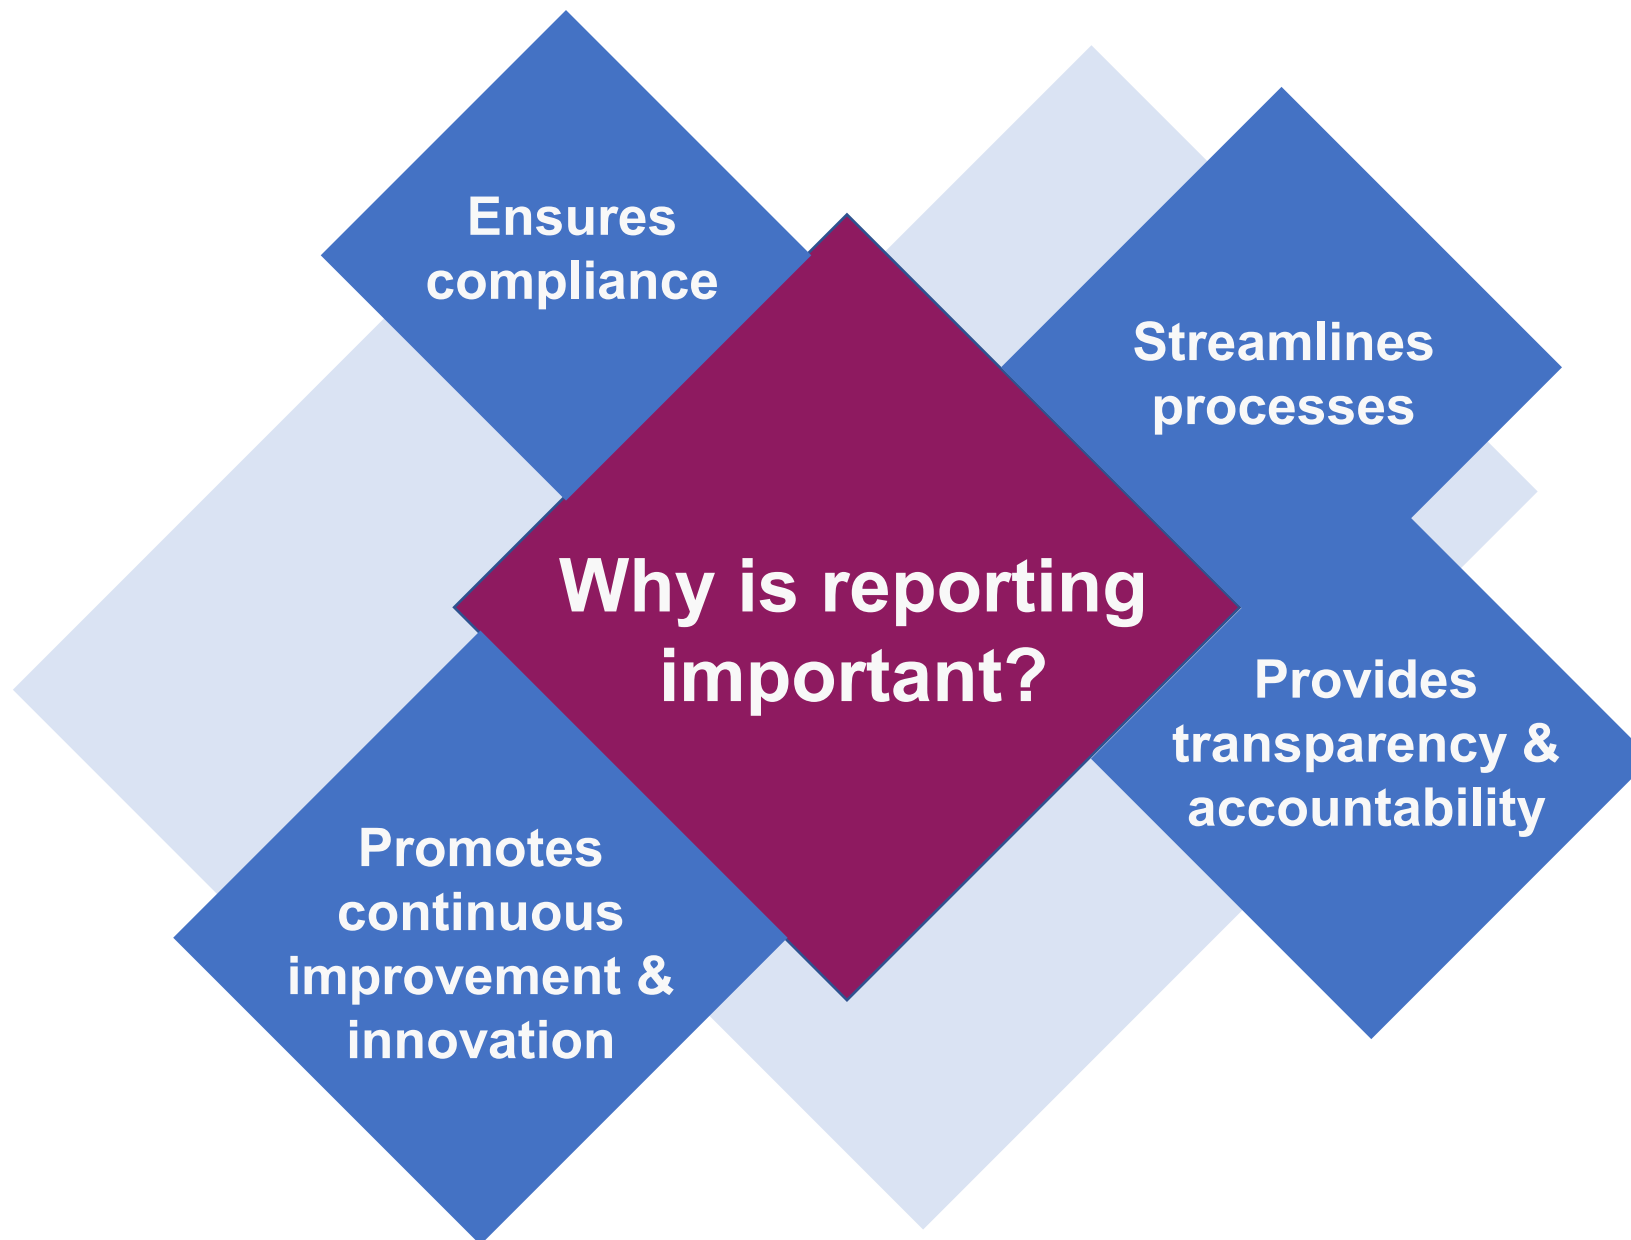 Ensures
compliance
Streamlines
processes
Why is reporting
important?
Provides
transparency &
accountability
Promotes
continuous
improvement &
innovation